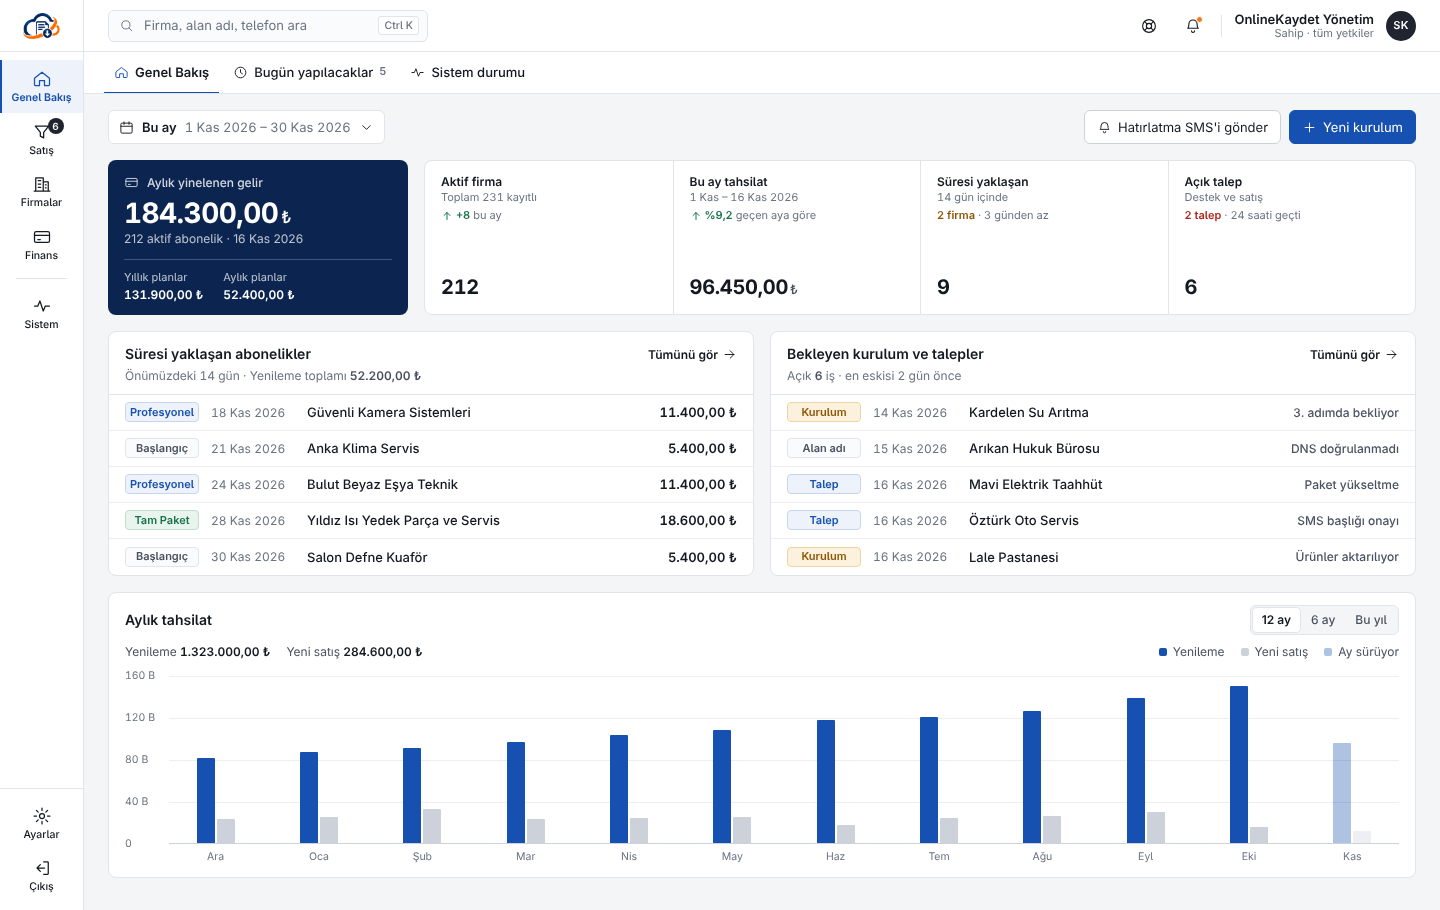 Firma, alan adı, telefon ara
Ctrl K
OnlineKaydet Yönetim
Sahip · tüm yetkiler
SK
Genel Bakış
Satış
6
Firmalar
Finans
Sistem
Ayarlar
Çıkış
Genel Bakış
Bugün yapılacaklar 5
Sistem durumu
Bu ay 1 Kas 2026 – 30 Kas 2026
Hatırlatma SMS'i gönder
Yeni kurulum
Aylık yinelenen gelir
184.300,00 ₺
212 aktif abonelik · 16 Kas 2026
Yıllık planlar
131.900,00 ₺
Aylık planlar
52.400,00 ₺
Aktif firma
Toplam 231 kayıtlı
↑ +8 bu ay
212
Bu ay tahsilat
1 Kas – 16 Kas 2026
↑ %9,2 geçen aya göre
96.450,00 ₺
Süresi yaklaşan
14 gün içinde
2 firma · 3 günden az
9
Açık talep
Destek ve satış
2 talep · 24 saati geçti
6
Süresi yaklaşan abonelikler
Tümünü gör →
Önümüzdeki 14 gün · Yenileme toplamı 52.200,00 ₺
Profesyonel 18 Kas 2026 Güvenli Kamera Sistemleri 11.400,00 ₺
Başlangıç 21 Kas 2026 Anka Klima Servis 5.400,00 ₺
Profesyonel 24 Kas 2026 Bulut Beyaz Eşya Teknik 11.400,00 ₺
Tam Paket 28 Kas 2026 Yıldız Isı Yedek Parça ve Servis 18.600,00 ₺
Başlangıç 30 Kas 2026 Salon Defne Kuaför 5.400,00 ₺
Bekleyen kurulum ve talepler
Tümünü gör →
Açık 6 iş · en eskisi 2 gün önce
Kurulum 14 Kas 2026 Kardelen Su Arıtma 3. adımda bekliyor
Alan adı 15 Kas 2026 Arıkan Hukuk Bürosu DNS doğrulanmadı
Talep 16 Kas 2026 Mavi Elektrik Taahhüt Paket yükseltme
Talep 16 Kas 2026 Öztürk Oto Servis SMS başlığı onayı
Kurulum 16 Kas 2026 Lale Pastanesi Ürünler aktarılıyor
Aylık tahsilat
12 ay 6 ay Bu yıl
Yenileme 1.323.000,00 ₺ Yeni satış 284.600,00 ₺
Yenileme Yeni satış Ay sürüyor
160 B
120 B
80 B
40 B
0
Ara Oca Şub Mar Nis May Haz Tem Ağu Eyl Eki Kas